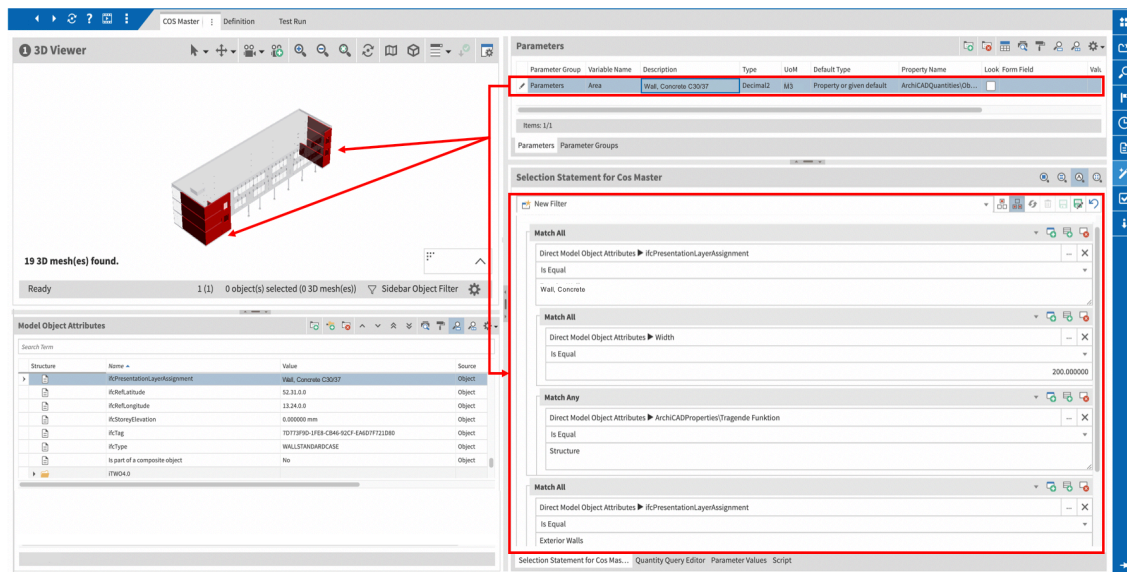 COS Master
Definition
Test Run
1 3D Viewer
19 3D mesh(es) found.
Ready
1 (1)
0 object(s) selected (0 3D mesh(es))
Sidebar Object Filter
Model Object Attributes
Search Term
Structure Name Value Source
ifcPresentationLayerAssignment Wall, Concrete C30/37 Object
ifcRefLatitude 52.31.0.0 Object
ifcRefLongitude 13.24.0.0 Object
ifcStoreyElevation 0.000000 mm Object
ifcTag 7D773F9D-1FE8-CB46-92CF-EA6D7F721D80 Object
ifcType WALLSTANDARDCASE Object
Is part of a composite object No Object
iTWO4.0
Parameters
Parameter Group Variable Name Description Type UoM Default Type Property Name Look Form Field Valu
Parameters Area Wall, Concrete C30/37 Decimal2 M3 Property or given default ArchiCADQuantities\Ob...
Items: 1/1
Parameters Parameter Groups
Selection Statement for Cos Master
New Filter
Match All
Direct Model Object Attributes ▶ ifcPresentationLayerAssignment
Is Equal
Wall, Concrete
Match All
Direct Model Object Attributes ▶ Width
Is Equal
200.000000
Match Any
Direct Model Object Attributes ▶ ArchiCADProperties\Tragende Funktion
Is Equal
Structure
Match All
Direct Model Object Attributes ▶ ifcPresentationLayerAssignment
Is Equal
Exterior Walls
Selection Statement for Cos Mas... Quantity Query Editor Parameter Values Script